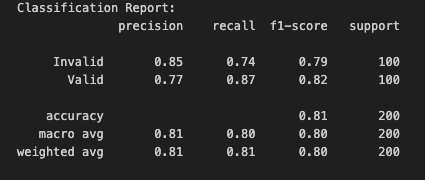 Classification Report:
precision recall f1-score support
Invalid 0.85 0.74 0.79 100
Valid 0.77 0.87 0.82 100
accuracy 0.81 200
macro avg 0.81 0.80 0.80 200
weighted avg 0.81 0.81 0.80 200